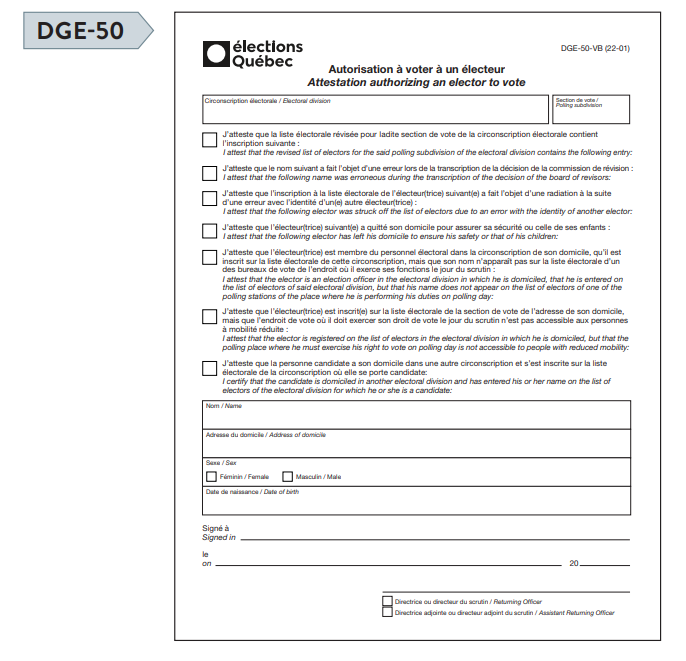 DGE-50
élections
Québec
DGE-50-VB (22-01)
Autorisation à voter à un électeur
Attestation authorizing an elector to vote
Circonscription électorale / Electoral division
Section de vote /
Polling subdivision
J'atteste que la liste électorale révisée pour ladite section de vote de la circonscription électorale contient
l'inscription suivante :
I attest that the revised list of electors for the said polling subdivision of the electoral division contains the following entry:
J'atteste que le nom suivant a fait l'objet d'une erreur lors de la transcription de la décision de la commission de révision :
I attest that the following name was erroneous during the transcription of the decision of the board of revisors:
J'atteste que l'inscription à la liste électorale de l'électeur(trice) suivant(e) a fait l'objet d'une radiation à la suite
d'une erreur avec l'identité d'un(e) autre électeur(trice) :
I attest that the following elector was struck off the list of electors due to an error with the identity of another elector:
J'atteste que l'électeur(trice) suivant(e) a quitté son domicile pour assurer sa sécurité ou celle de ses enfants :
I attest that the following elector has left his domicile to ensure his safety or that of his children:
J'atteste que l'électeur(trice) est membre du personnel électoral dans la circonscription de son domicile, qu'il est
inscrit sur la liste électorale de cette circonscription, mais que son nom n'apparaît pas sur la liste électorale d'un
des bureaux de vote de l'endroit où il exerce ses fonctions le jour du scrutin :
I attest that the elector is an election officer in the electoral division in which he is domiciled, that he is entered on
the list of electors of said electoral division, but that his name does not appear on the list of electors of one of the
polling stations of the place where he is performing his duties on polling day:
J'atteste que l'électeur(trice) est inscrit(e) sur la liste électorale de la section de vote de l'adresse de son domicile,
mais que l'endroit de vote où il doit exercer son droit de vote le jour du scrutin n'est pas accessible aux personnes
à mobilité réduite :
I attest that the elector is registered on the list of electors in the electoral division in which he is domiciled, but that the
polling place where he must exercise his right to vote on polling day is not accessible to people with reduced mobility:
J'atteste que la personne candidate a son domicile dans une autre circonscription et s'est inscrite sur la liste
électorale de la circonscription où elle se porte candidate:
I certify that the candidate is domiciled in another electoral division and has entered his or her name on the list of
electors of the electoral division for which he or she is a candidate:
Nom / Name
Adresse du domicile / Address of domicile
Sexe / Sex
Féminin / Female Masculin / Male
Date de naissance / Date of birth
Signé à
Signed in
le
on 20
Directrice ou directeur du scrutin / Returning Officer
Directrice adjointe ou directeur adjoint du scrutin / Assistant Returning Officer